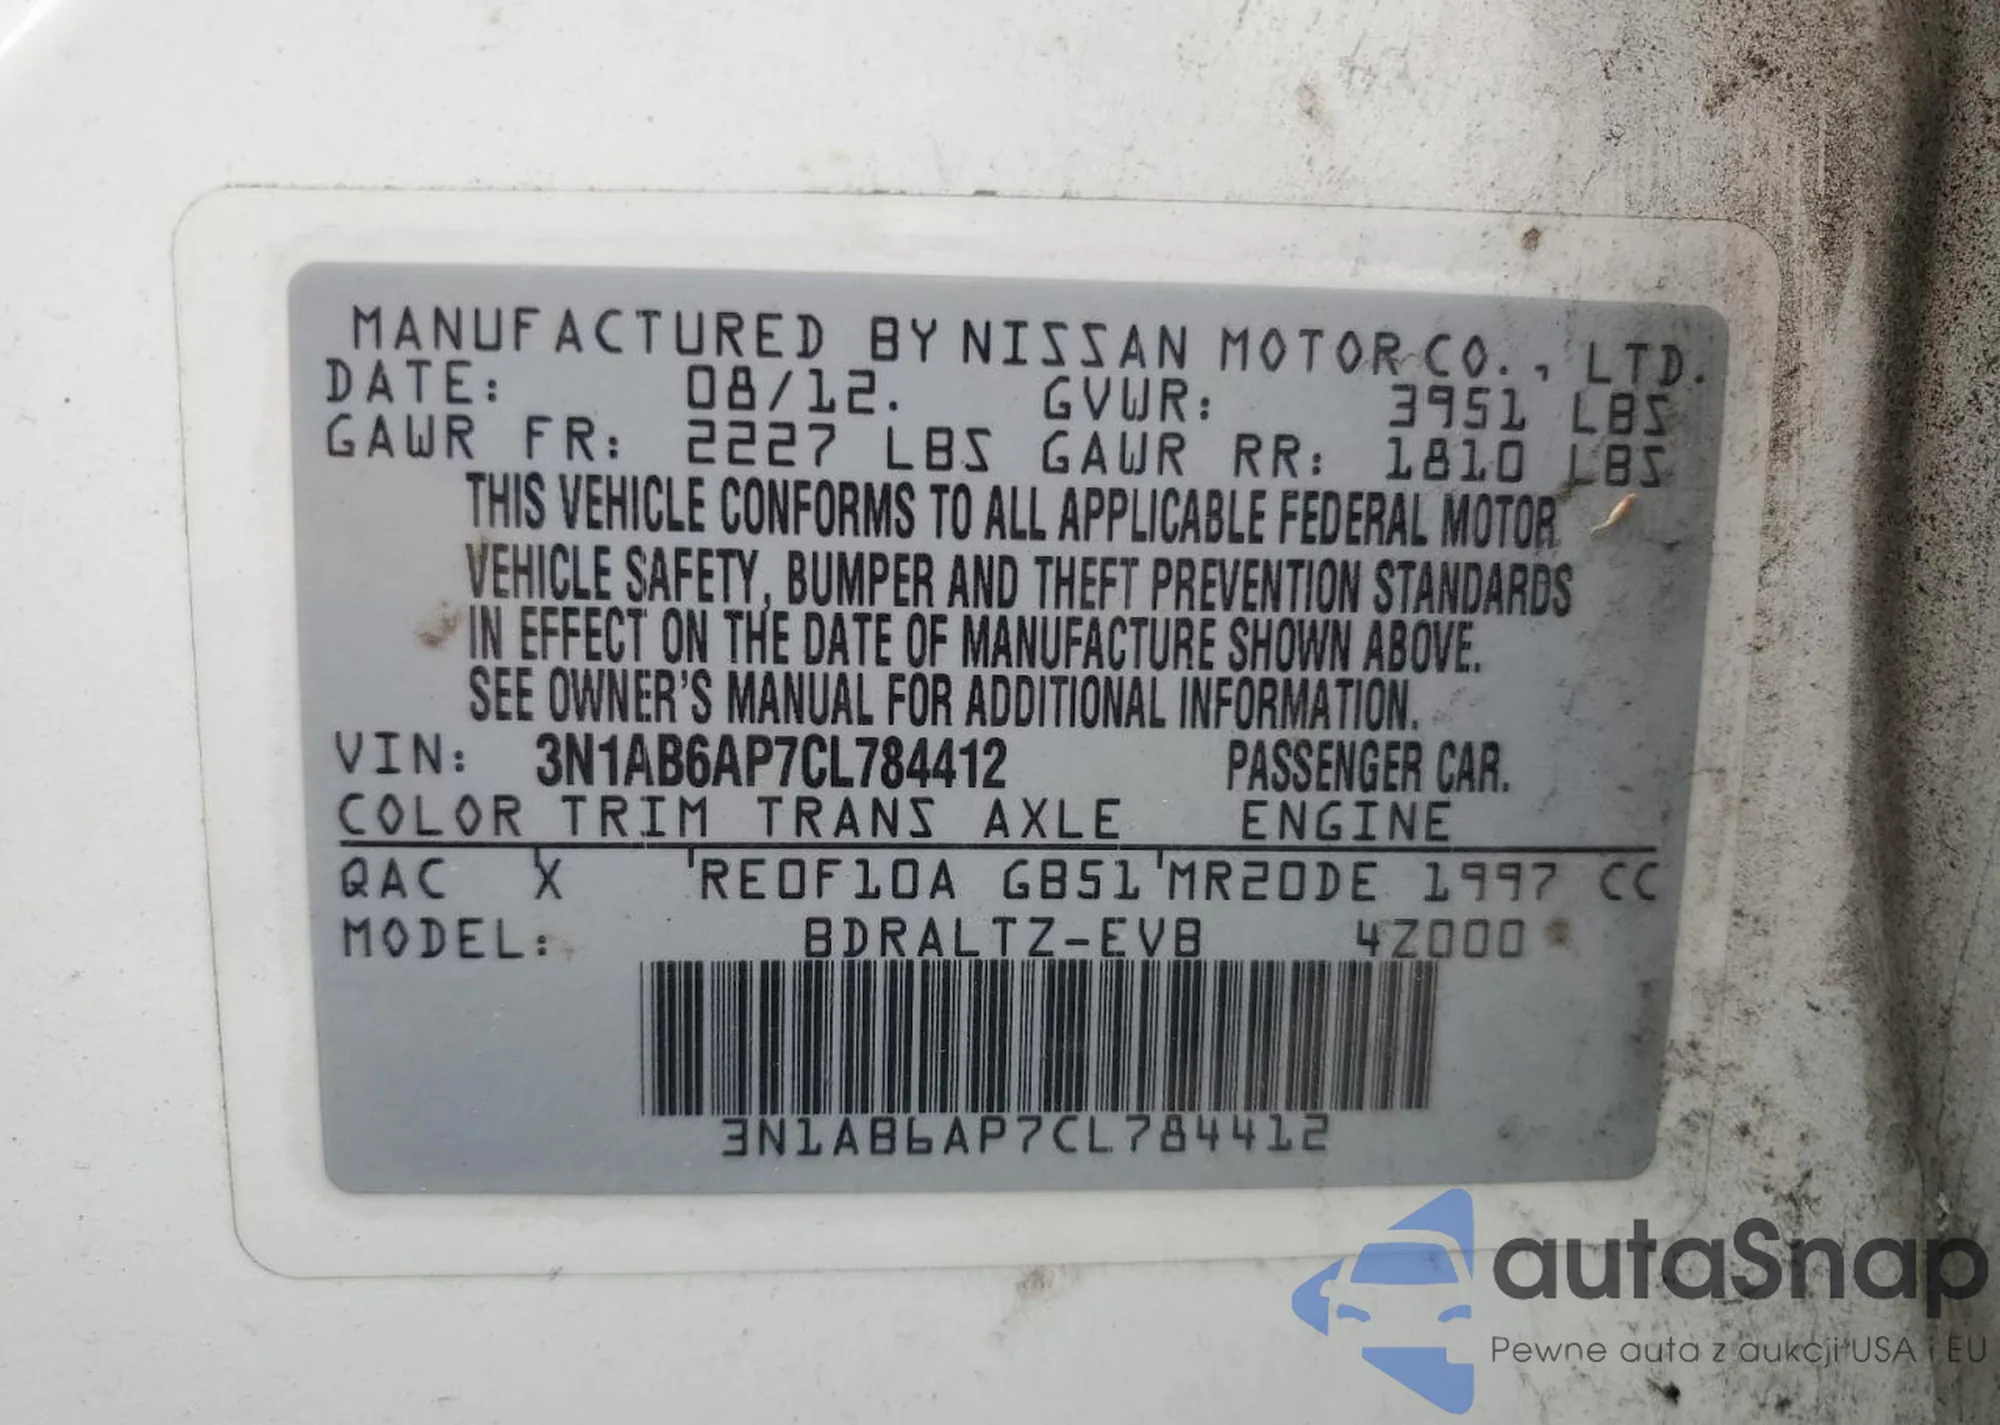 MANUFACTURED BY NISSAN MOTOR CO., LTD.
DATE: 08/12. GVWR: 3951 LBS
GAWR FR: 2227 LBS GAWR RR: 1810 LBS
THIS VEHICLE CONFORMS TO ALL APPLICABLE FEDERAL MOTOR
VEHICLE SAFETY, BUMPER AND THEFT PREVENTION STANDARDS
IN EFFECT ON THE DATE OF MANUFACTURE SHOWN ABOVE.
SEE OWNER'S MANUAL FOR ADDITIONAL INFORMATION.
VIN: 3N1AB6AP7CL784412 PASSENGER CAR.
COLOR TRIM TRANS AXLE ENGINE
QAC X RE0F10A GB51 MR20DE 1997 CC
MODEL: BDRALTZ-EVB 4Z000
3N1AB6AP7CL784412
autaSnap
Pewne auta z aukcji USA i EU